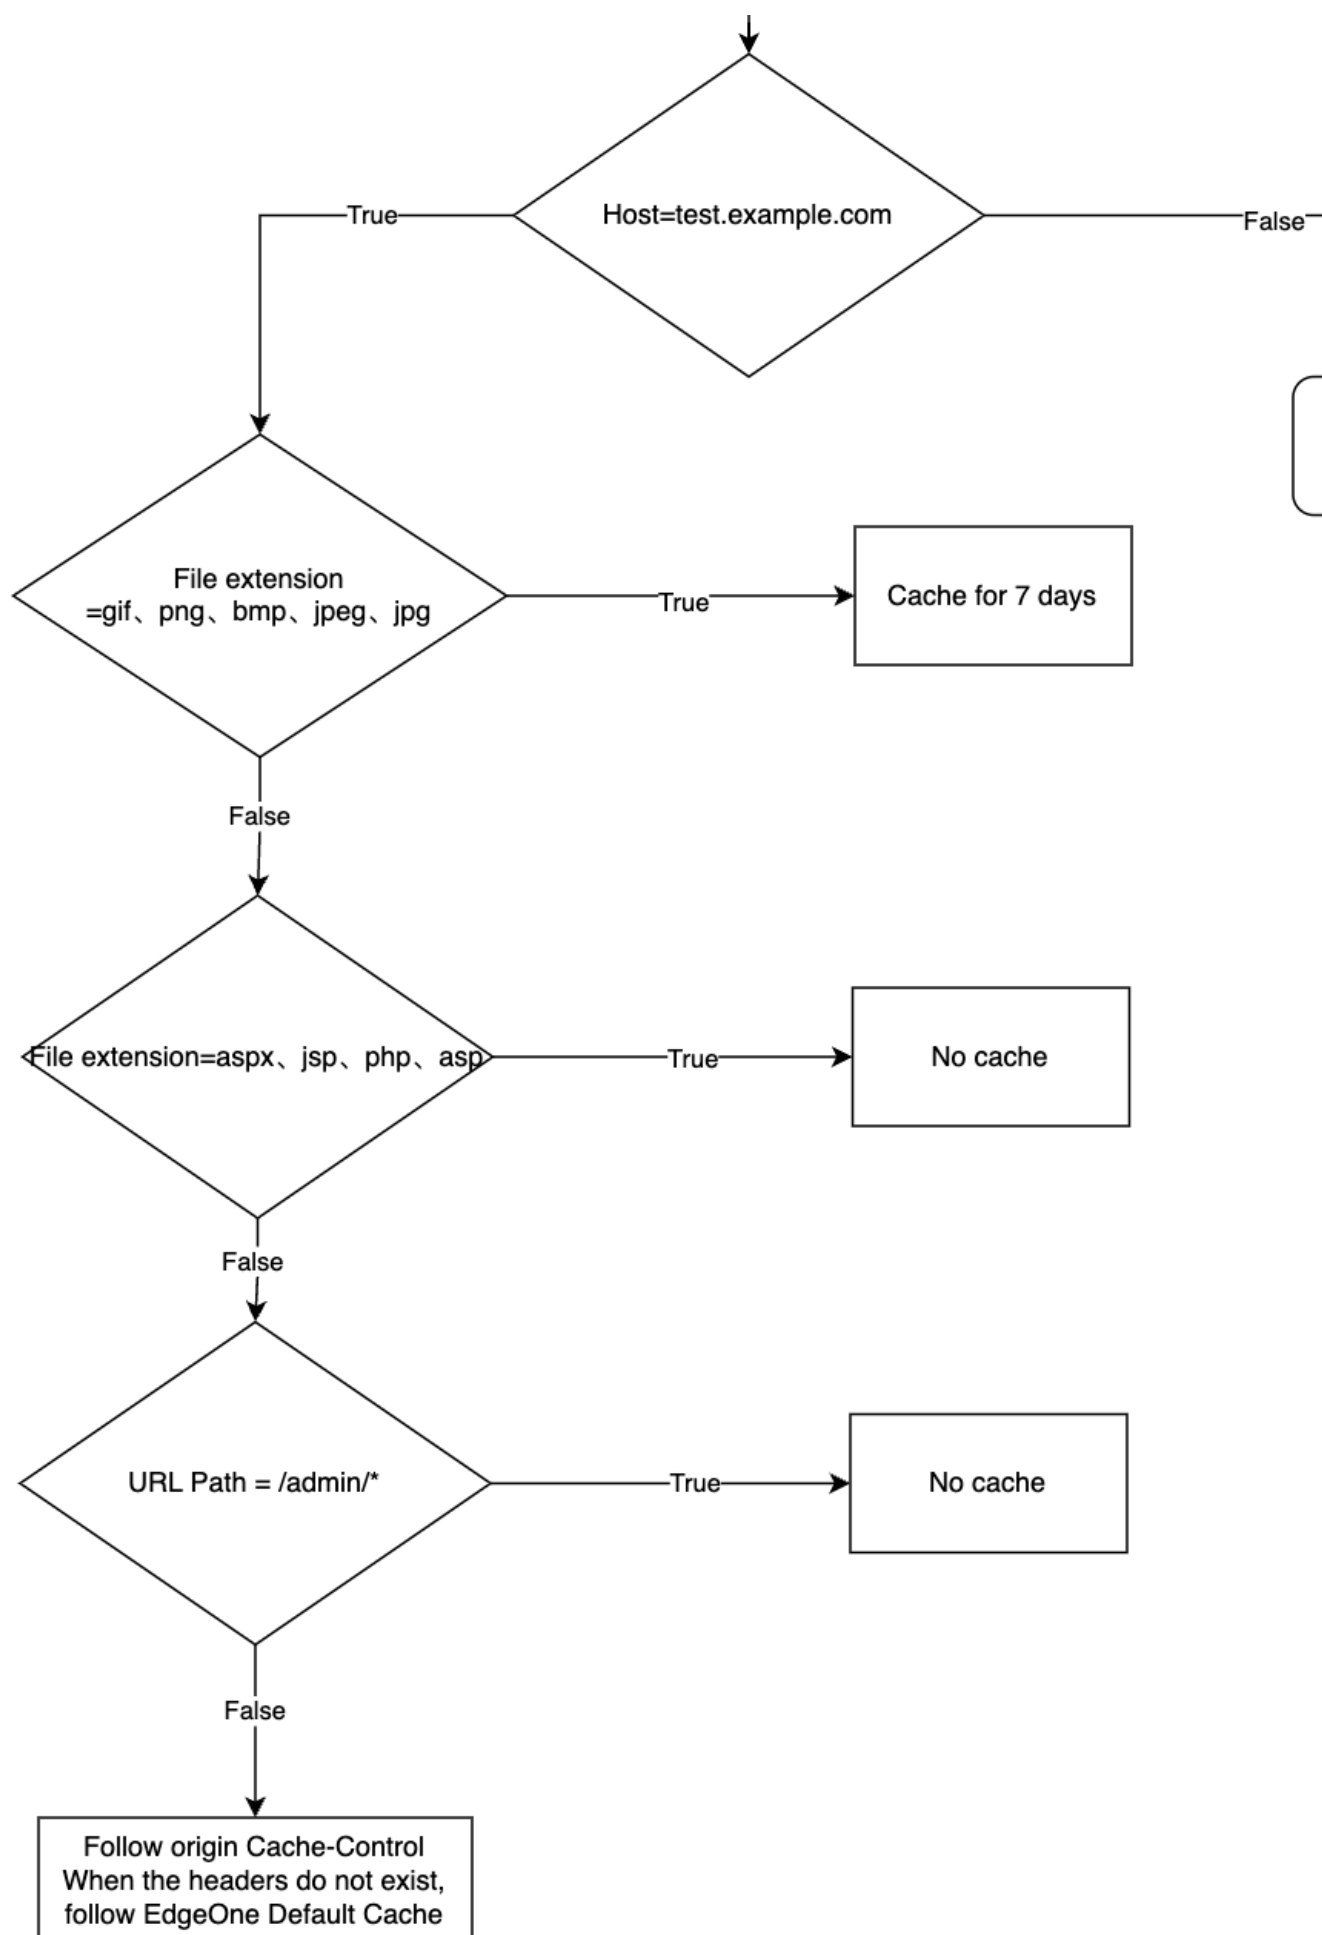 Host=test.example.com
True
False
File extension
=gif、png、bmp、jpeg、jpg
True
Cache for 7 days
False
File extension=aspx、jsp、php、asp
True
No cache
False
URL Path = /admin/*
True
No cache
False
Follow origin Cache-Control
When the headers do not exist,
follow EdgeOne Default Cache